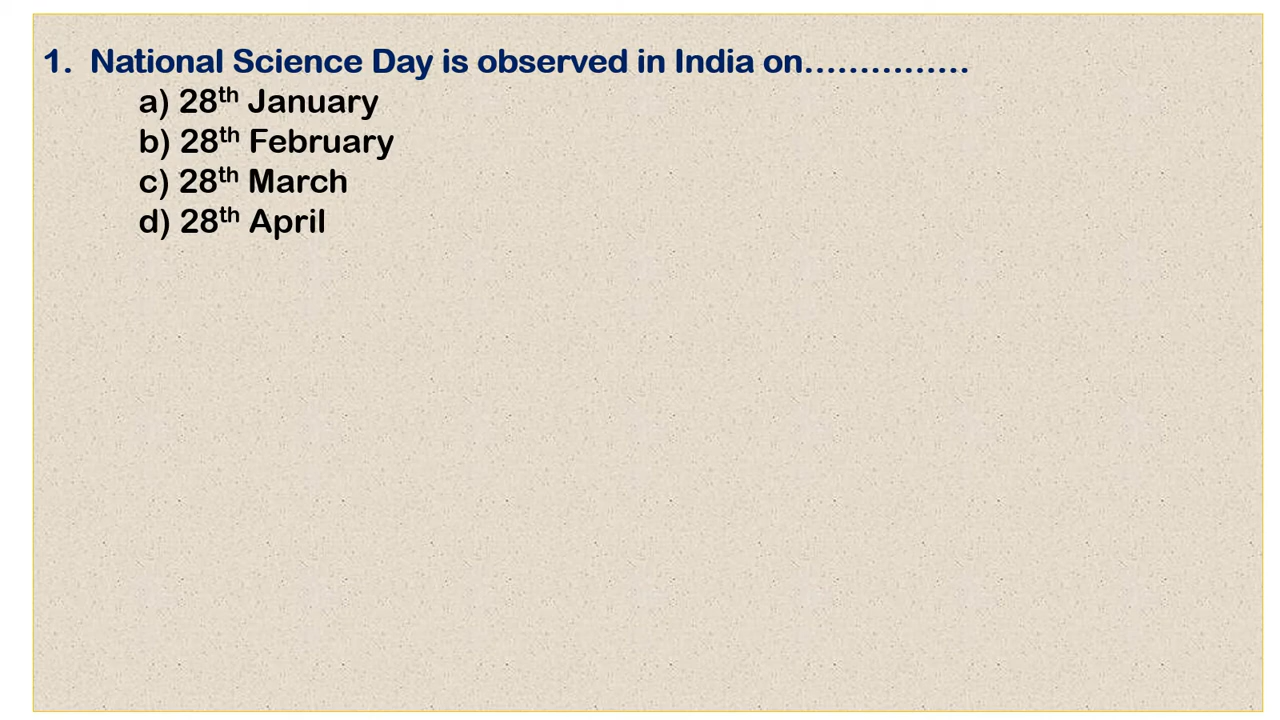 1. National Science Day is observed in India on...............
a) 28th January
b) 28th February
c) 28th March
d) 28th April